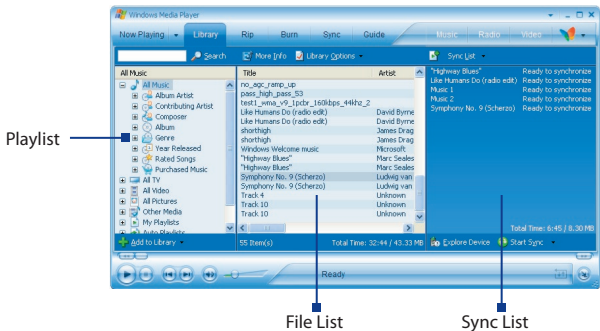 Windows Media Player
Now Playing Library Rip Burn Sync Guide Music Radio Video
Search More Info Library Options Sync List
All Music
All Music
Album Artist
Contributing Artist
Composer
Album
Genre
Year Released
Rated Songs
Purchased Music
All TV
All Video
All Pictures
Other Media
My Playlists
Auto Playlists
Title Artist
no_agc_ramp_up
pass_high_pass_53
test1_wma_v9_1pcbr_160kbps_44khz_2
Like Humans Do (radio edit) David Byrne
Like Humans Do (radio edit) David Byrne
shorthigh James Drag
shorthigh James Drag
Windows Welcome music Microsoft
"Highway Blues" Marc Seales
"Highway Blues" Marc Seales
Symphony No. 9 (Scherzo) Ludwig van
Symphony No. 9 (Scherzo) Ludwig van
Track 4 Unknown
Track 10 Unknown
Track 10 Unknown
"Highway Blues" Ready to synchronize
Like Humans Do (radio edit) Ready to synchronize
Music 1 Ready to synchronize
Music 2 Ready to synchronize
Symphony No. 9 (Scherzo) Ready to synchronize
Total Time: 6:45 / 8.30 MB
Add to Library 55 Item(s) Total Time: 32:44 / 43.33 MB Explore Device Start Sync
Ready
Playlist
File List
Sync List